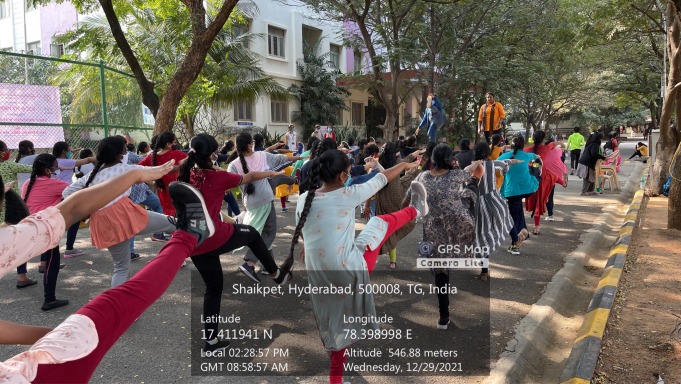 GPS Map
Camera Lite
Shaikpet, Hyderabad, 500008, TG, India
Latitude Longitude
17.411941 N 78.398998 E
Local 02:28:57 PM Altitude 546.88 meters
GMT 08:58:57 AM Wednesday, 12/29/2021